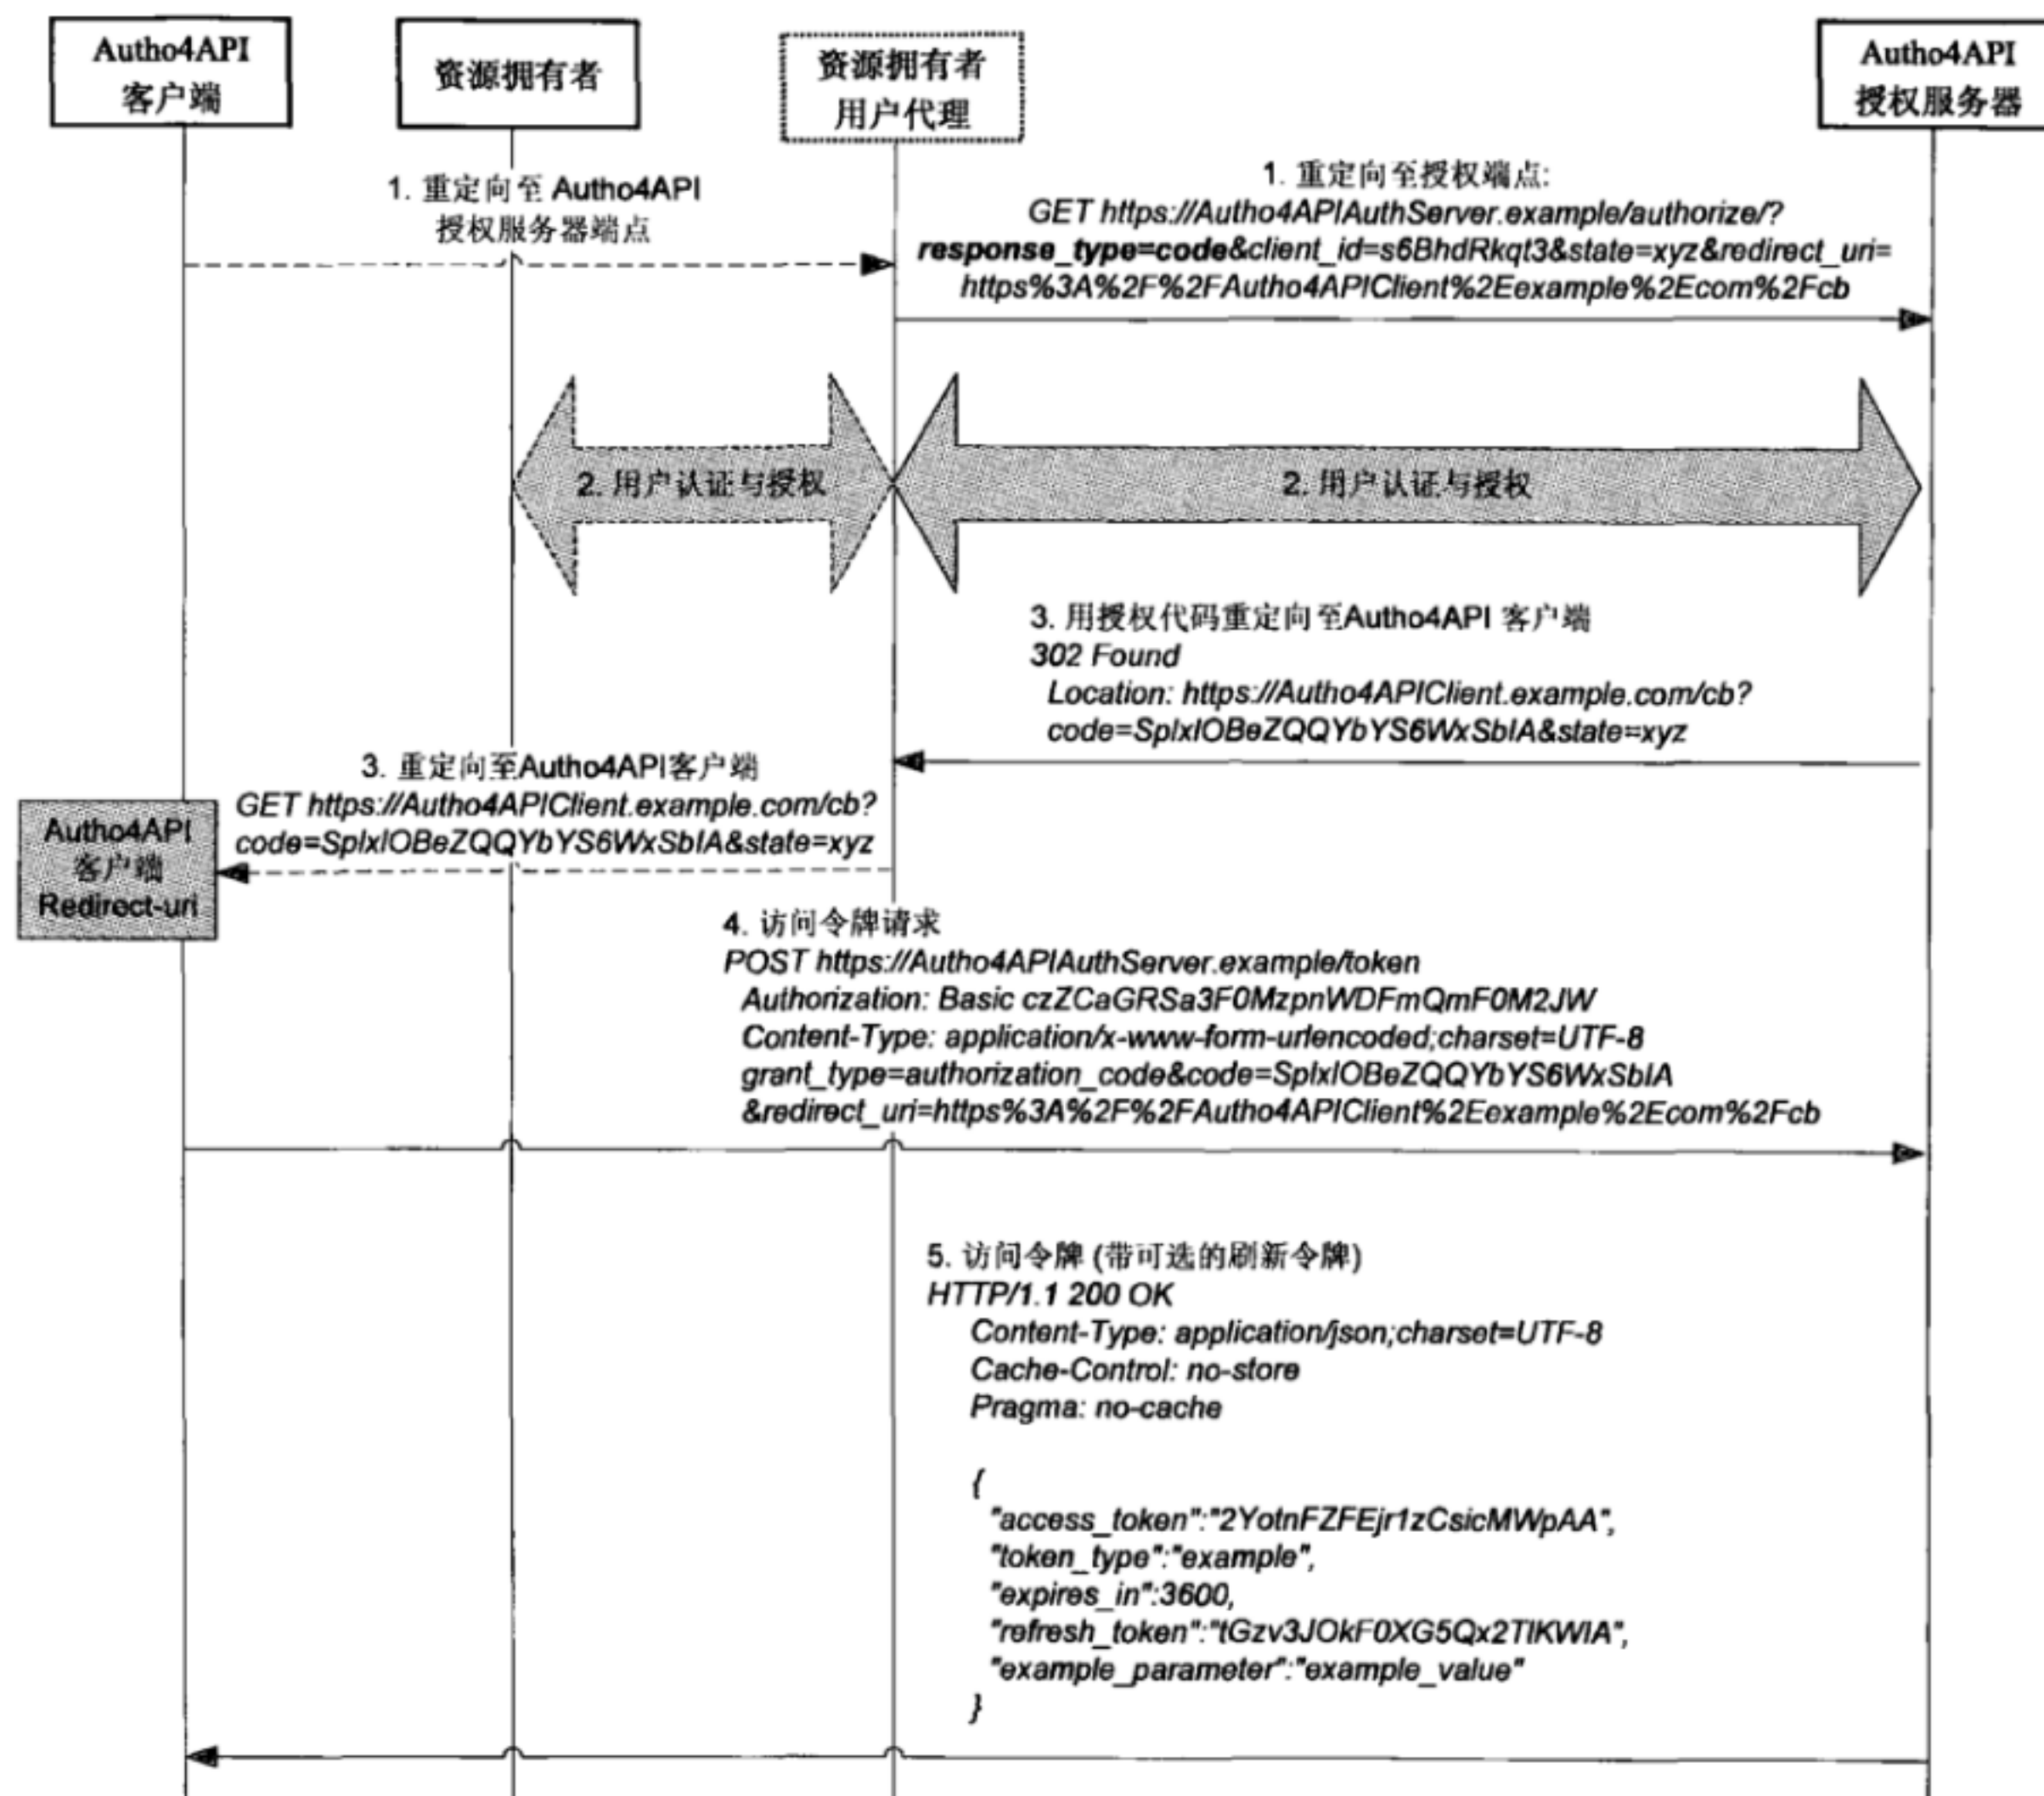 Autho4API
客户端
资源拥有者
资源拥有者
用户代理
Autho4API
授权服务器
1. 重定向至 Autho4API
授权服务器端点
1. 重定向至授权端点:
GET https://Autho4APIAuthServer.example/authorize/?
response_type=code&client_id=s6BhdRkqt3&state=xyz&redirect_uri=
https%3A%2F%2FAutho4APIClient%2Eexample%2Ecom%2Fcb
2. 用户认证与授权
2. 用户认证与授权
3. 用授权代码重定向至Autho4API 客户端
302 Found
Location: https://Autho4APIClient.example.com/cb?
code=SplxlOBeZQQYbYS6WxSbIA&state=xyz
3. 重定向至Autho4API客户端
GET https://Autho4APIClient.example.com/cb?
code=SplxlOBeZQQYbYS6WxSbIA&state=xyz
Autho4API
客户端
Redirect-uri
4. 访问令牌请求
POST https://Autho4APIAuthServer.example/token
Authorization: Basic czZCaGRSa3F0MzpnWDFmQmF0M2JW
Content-Type: application/x-www-form-urlencoded;charset=UTF-8
grant_type=authorization_code&code=SplxlOBeZQQYbYS6WxSbIA
&redirect_uri=https%3A%2F%2FAutho4APIClient%2Eexample%2Ecom%2Fcb
5. 访问令牌 (带可选的刷新令牌)
HTTP/1.1 200 OK
Content-Type: application/json;charset=UTF-8
Cache-Control: no-store
Pragma: no-cache
{
"access_token":"2YotnFZFEjr1zCsicMWpAA",
"token_type":"example",
"expires_in":3600,
"refresh_token":"tGzv3JOkF0XG5Qx2TlKWIA",
"example_parameter":"example_value"
}